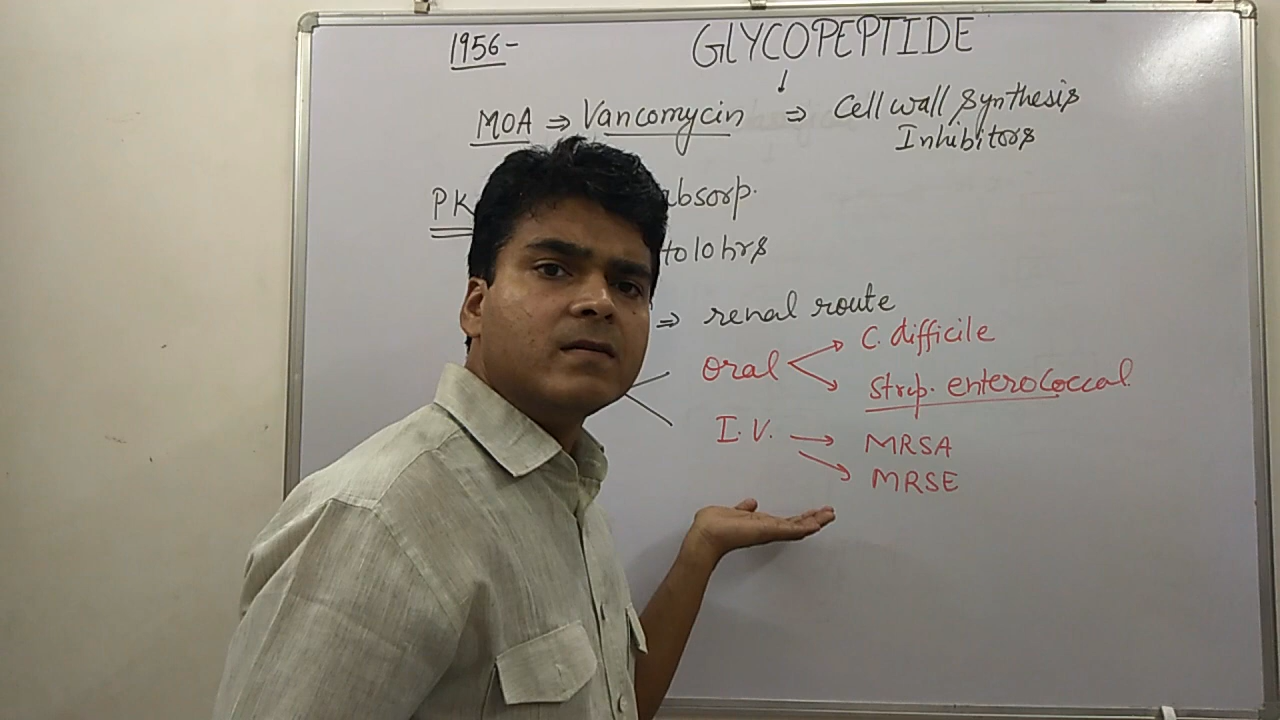 1956-
GLYCOPEPTIDE
↓
MOA ⇒ Vancomycin ⇒ Cell wall synthesis
Inhibitors
PK absorp.
to 10 hrs
⇒ renal route
Oral
C. difficile
Strep. enterococcal
I.V.
MRSA
MRSE